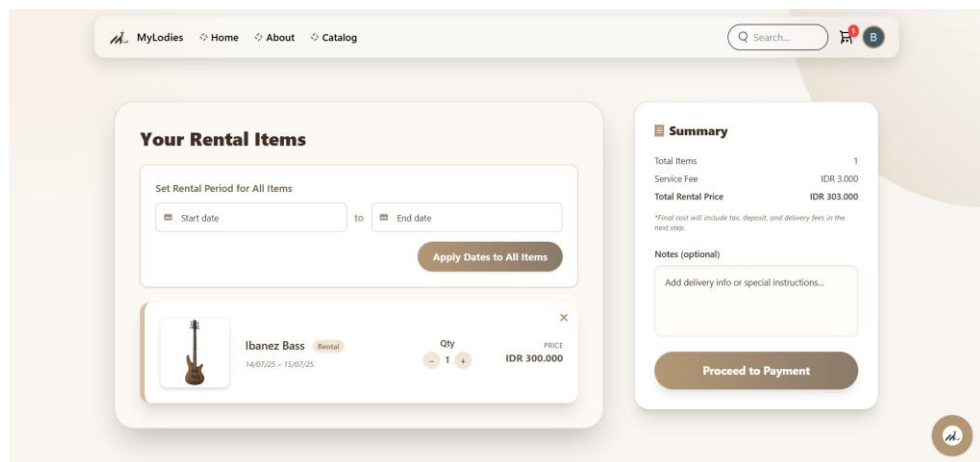 MyLodies Home About Catalog Search... 1 B
Your Rental Items
Set Rental Period for All Items
Start date to End date
Apply Dates to All Items
Ibanez Bass Rental
14/07/25 – 15/07/25
Qty
− 1 +
PRICE
IDR 300.000
Summary
Total Items 1
Service Fee IDR 3.000
Total Rental Price IDR 303.000
*Final cost will include tax, deposit, and delivery fees in the
next step.
Notes (optional)
Add delivery info or special instructions...
Proceed to Payment